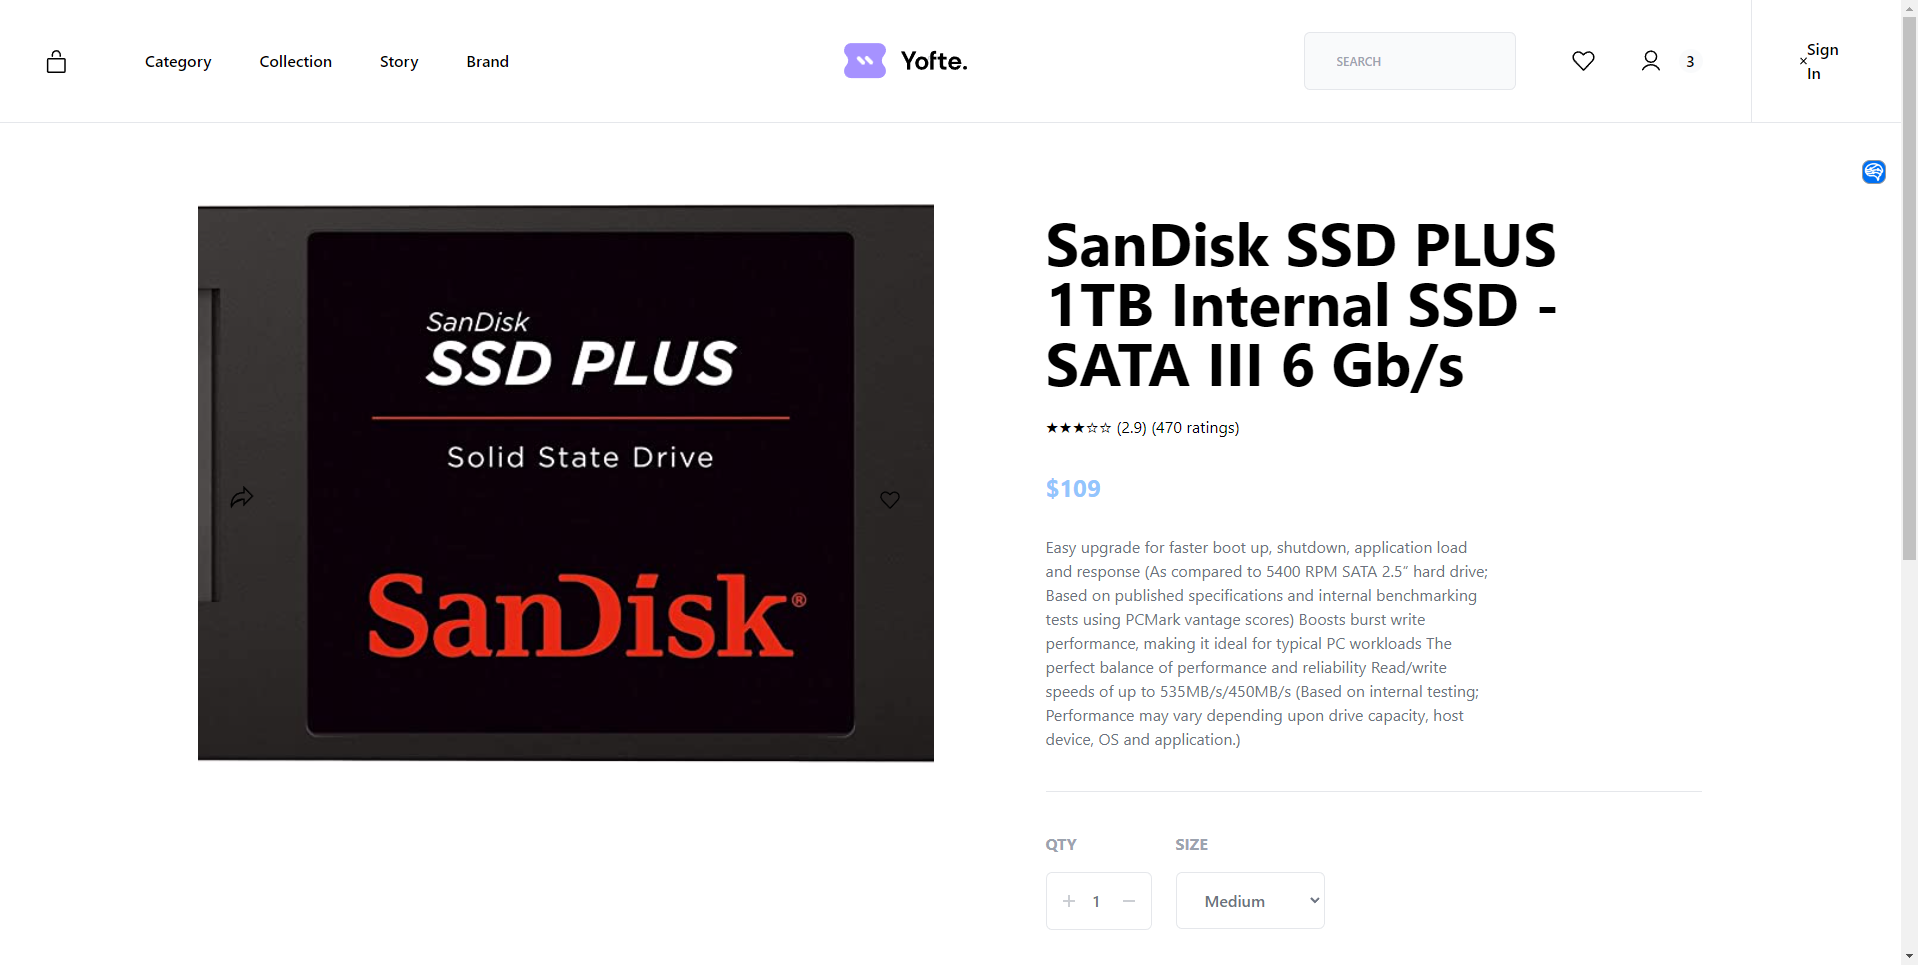 Category
Collection
Story
Brand
Yofte.
SEARCH
3
× Sign
In
SanDisk
SSD PLUS
Solid State Drive
SanDisk®
SanDisk SSD PLUS
1TB Internal SSD -
SATA III 6 Gb/s
★★★☆☆ (2.9) (470 ratings)
$109
Easy upgrade for faster boot up, shutdown, application load
and response (As compared to 5400 RPM SATA 2.5” hard drive;
Based on published specifications and internal benchmarking
tests using PCMark vantage scores) Boosts burst write
performance, making it ideal for typical PC workloads The
perfect balance of performance and reliability Read/write
speeds of up to 535MB/s/450MB/s (Based on internal testing;
Performance may vary depending upon drive capacity, host
device, OS and application.)
QTY
SIZE
+ 1 −
Medium